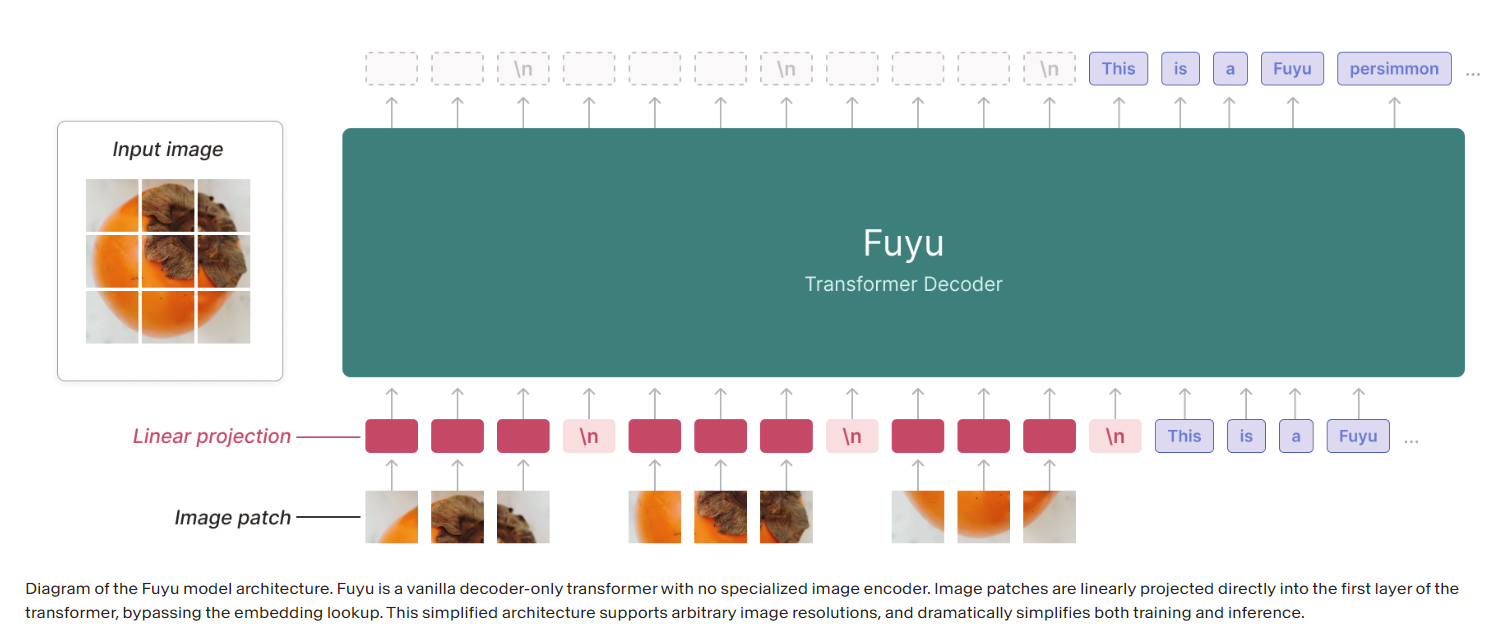 \n \n \n This is a Fuyu persimmon ...
Input image
Fuyu
Transformer Decoder
Linear projection \n \n \n This is a Fuyu ...
Image patch
Diagram of the Fuyu model architecture. Fuyu is a vanilla decoder-only transformer with no specialized image encoder. Image patches are linearly projected directly into the first layer of the
transformer, bypassing the embedding lookup. This simplified architecture supports arbitrary image resolutions, and dramatically simplifies both training and inference.